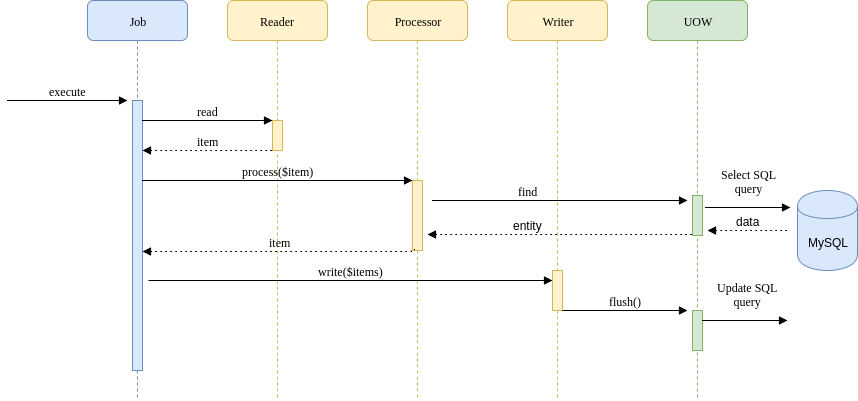 Job
Reader
Processor
Writer
UOW
execute
read
item
process($item)
find
Select SQL
query
entity
data
item
MySQL
write($items)
flush()
Update SQL
query